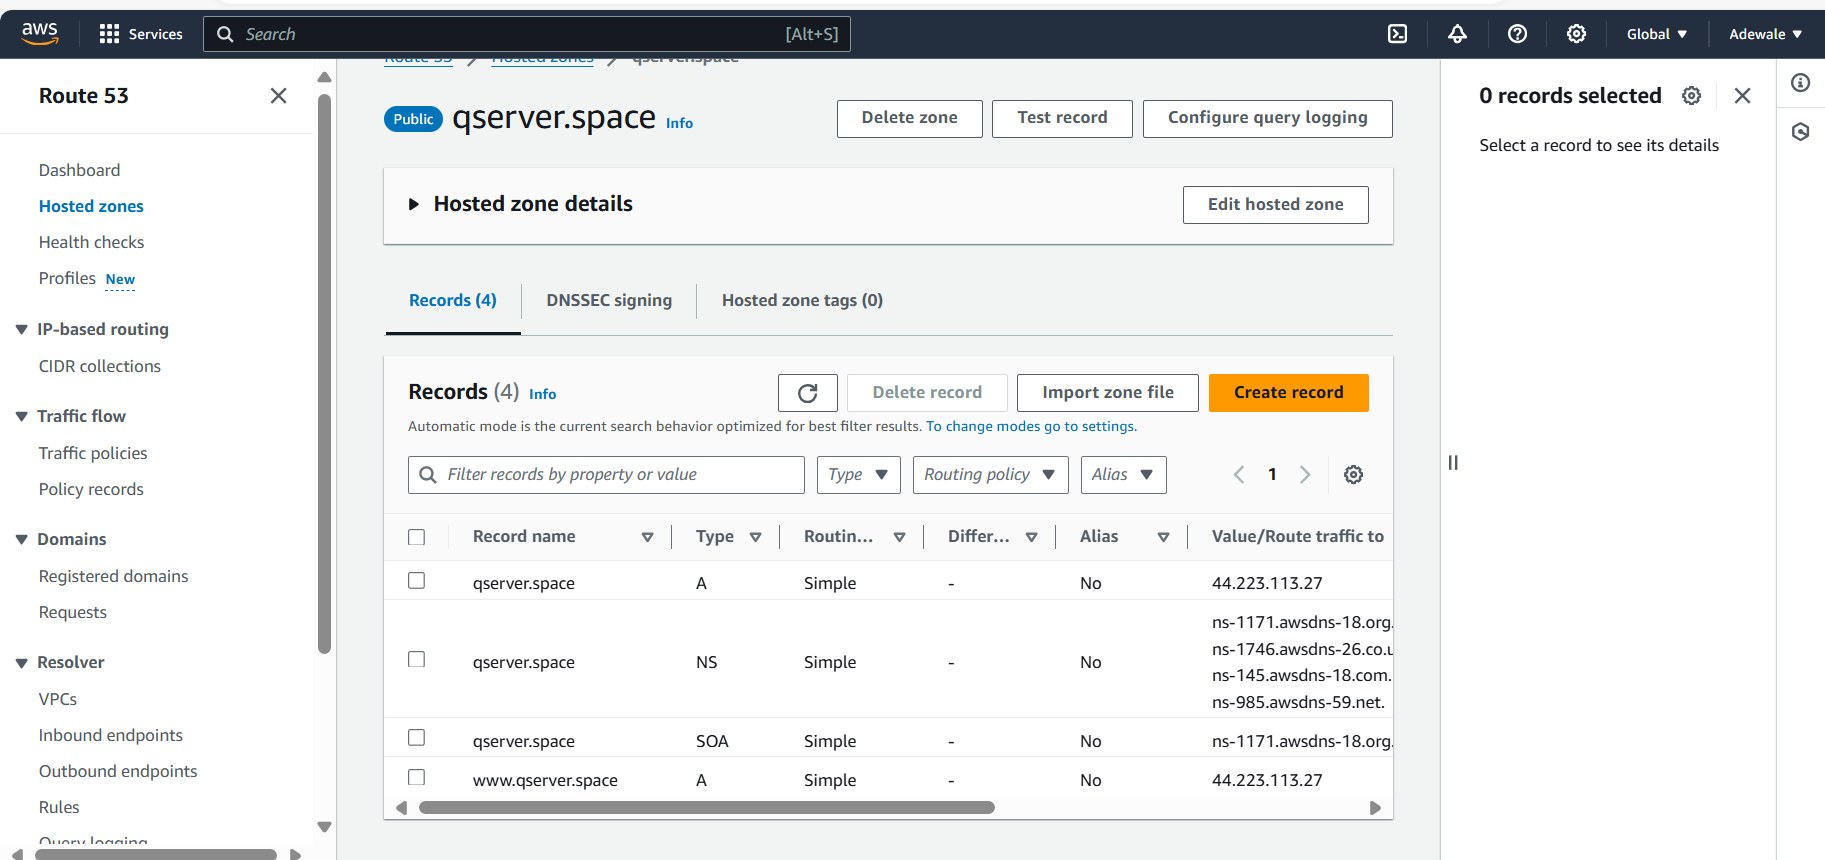 aws
Services
Search
[Alt+S]
Global
Adewale
Route 53
Dashboard
Hosted zones
Health checks
Profiles New
IP-based routing
CIDR collections
Traffic flow
Traffic policies
Policy records
Domains
Registered domains
Requests
Resolver
VPCs
Inbound endpoints
Outbound endpoints
Rules
Query logging
Route 53
Hosted zones
qserver.space
Public qserver.space Info
Delete zone
Test record
Configure query logging
Hosted zone details
Edit hosted zone
Records (4)
DNSSEC signing
Hosted zone tags (0)
Records (4) Info
Delete record
Import zone file
Create record
Automatic mode is the current search behavior optimized for best filter results. To change modes go to settings.
Filter records by property or value
Type
Routing policy
Alias
1
Record name Type Routin... Differ... Alias Value/Route traffic to
qserver.space A Simple - No 44.223.113.27
ns-1171.awsdns-18.org.
ns-1746.awsdns-26.co.u
qserver.space NS Simple - No
ns-145.awsdns-18.com.
ns-985.awsdns-59.net.
qserver.space SOA Simple - No ns-1171.awsdns-18.org.
www.qserver.space A Simple - No 44.223.113.27
0 records selected
Select a record to see its details